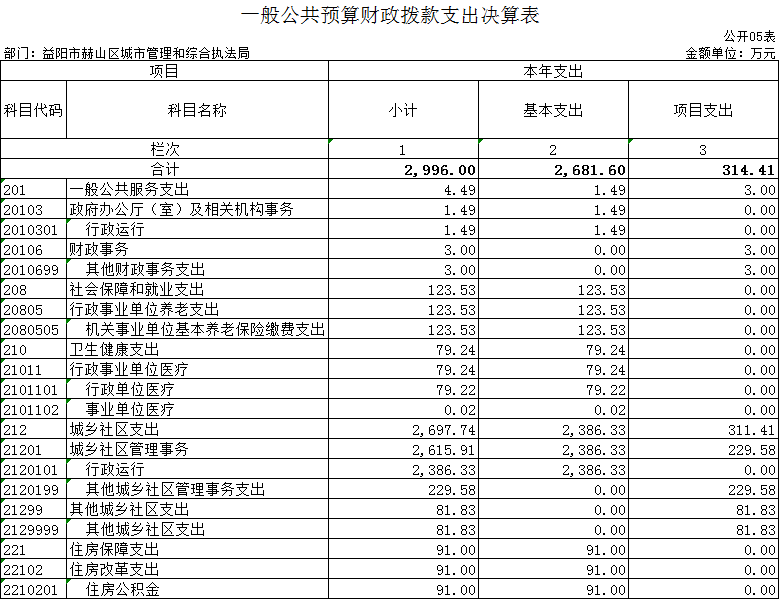 一般公共预算财政拨款支出决算表
公开05表
部门：益阳市赫山区城市管理和综合执法局 金额单位：万元
项目 本年支出
科目代码 科目名称 小计 基本支出 项目支出
栏次 1 2 3
合计 2,996.00 2,681.60 314.41
201 一般公共服务支出 4.49 1.49 3.00
20103 政府办公厅（室）及相关机构事务 1.49 1.49 0.00
2010301 行政运行 1.49 1.49 0.00
20106 财政事务 3.00 0.00 3.00
2010699 其他财政事务支出 3.00 0.00 3.00
208 社会保障和就业支出 123.53 123.53 0.00
20805 行政事业单位养老支出 123.53 123.53 0.00
2080505 机关事业单位基本养老保险缴费支出 123.53 123.53 0.00
210 卫生健康支出 79.24 79.24 0.00
21011 行政事业单位医疗 79.24 79.24 0.00
2101101 行政单位医疗 79.22 79.22 0.00
2101102 事业单位医疗 0.02 0.02 0.00
212 城乡社区支出 2,697.74 2,386.33 311.41
21201 城乡社区管理事务 2,615.91 2,386.33 229.58
2120101 行政运行 2,386.33 2,386.33 0.00
2120199 其他城乡社区管理事务支出 229.58 0.00 229.58
21299 其他城乡社区支出 81.83 0.00 81.83
2129999 其他城乡社区支出 81.83 0.00 81.83
221 住房保障支出 91.00 91.00 0.00
22102 住房改革支出 91.00 91.00 0.00
2210201 住房公积金 91.00 91.00 0.00